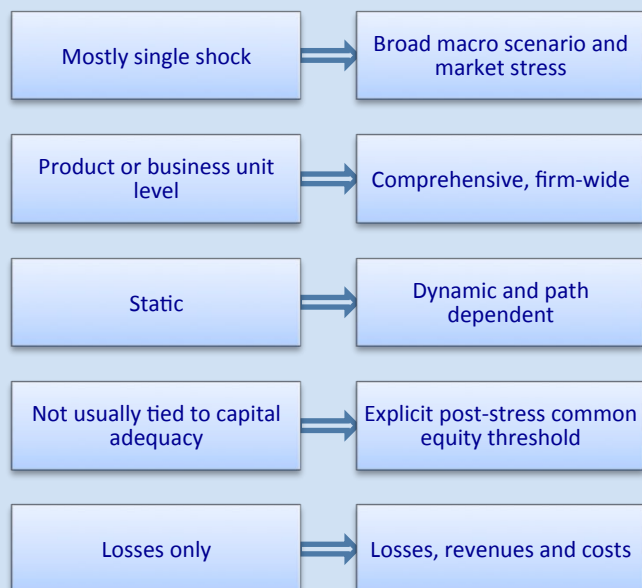 Mostly single shock
Broad macro scenario and
market stress
Product or business unit
level
Comprehensive, firm-wide
Static
Dynamic and path
dependent
Not usually tied to capital
adequacy
Explicit post-stress common
equity threshold
Losses only
Losses, revenues and costs